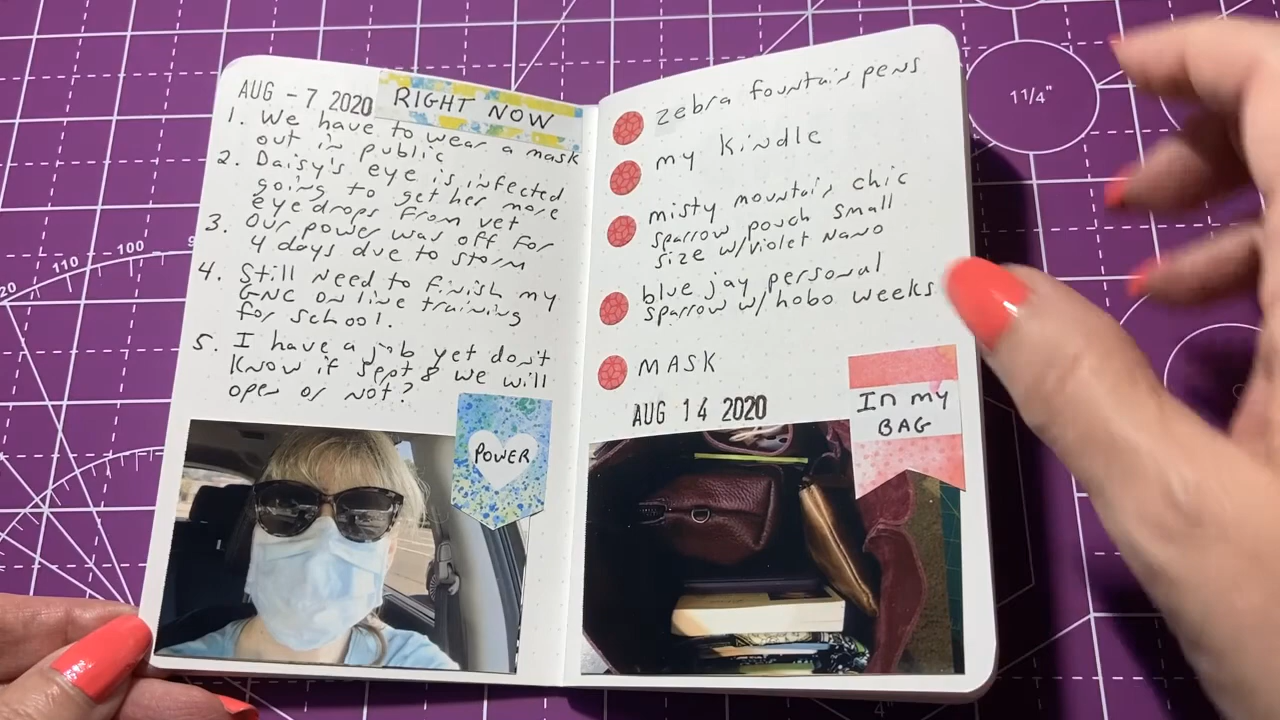 AUG -7 2020
RIGHT NOW
1. We have to wear a mask
out in public
2. Daisy's eye is infected
going to get her more
eyedrops from vet
3. Our power was off for
4 days due to storm
4. Still need to finish my
GNC online training
for school.
5. I have a job yet don't
know if Sept 8 we will
open or not?
POWER
zebra fountain pens
my kindle
misty mountain chic
sparrow pouch small
size w/violet nano
blue jay personal
sparrow w/hobo weeks
MASK
AUG 14 2020
In my
BAG
1 1/4"
100
110
20
4"